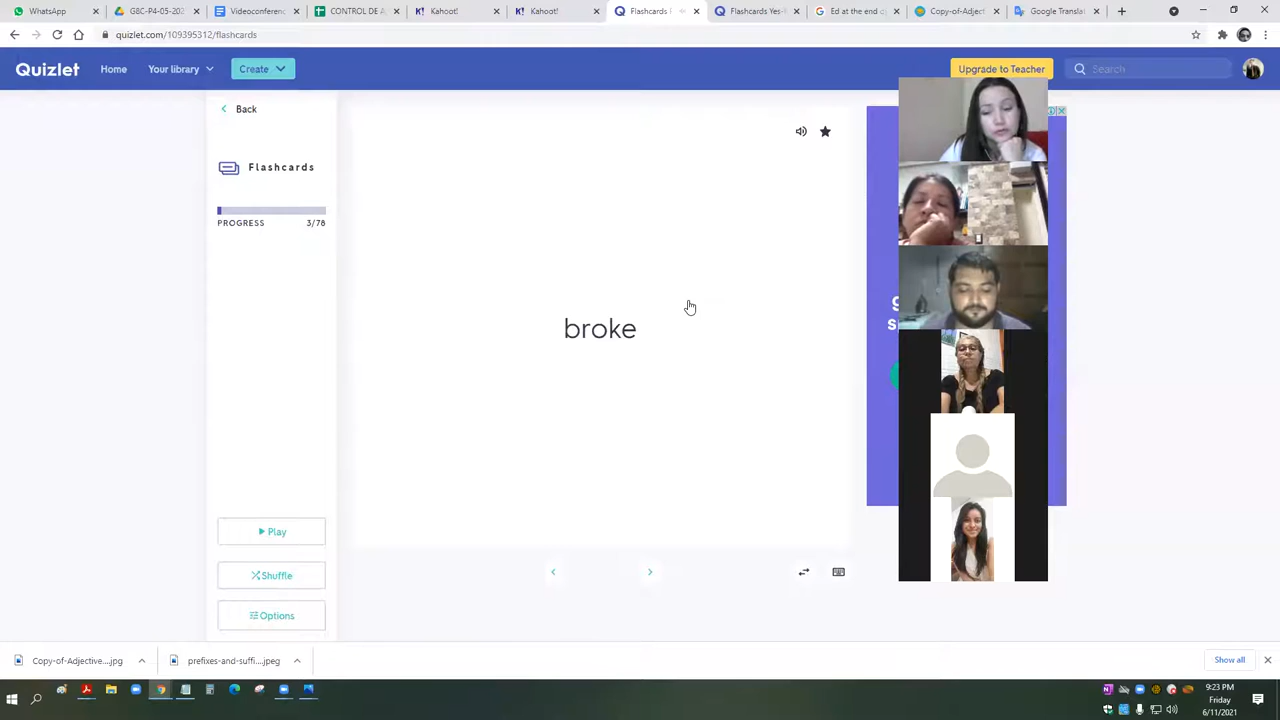 WhatsApp
G8C-P4-05-202
Videoconferenc
CONTROL DE A
Kahoot!
Kahoot!
Flashcards
Flashcards Yes-
Ed at the end c
Copy-of-Adject
Google Transla
quizlet.com/109395312/flashcards
Quizlet
Home
Your library
Create
Upgrade to Teacher
Search
Back
Flashcards
PROGRESS
3/78
broke
Play
Shuffle
Options
Copy-of-Adjective....jpg
prefixes-and-suffi....jpeg
Show all
9:23 PM
Friday
6/11/2021